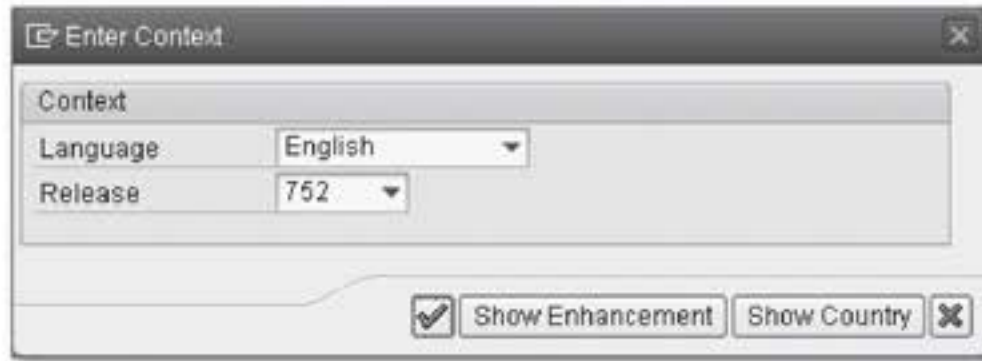 Enter Context
Context
Language English
Release 752
Show Enhancement Show Country